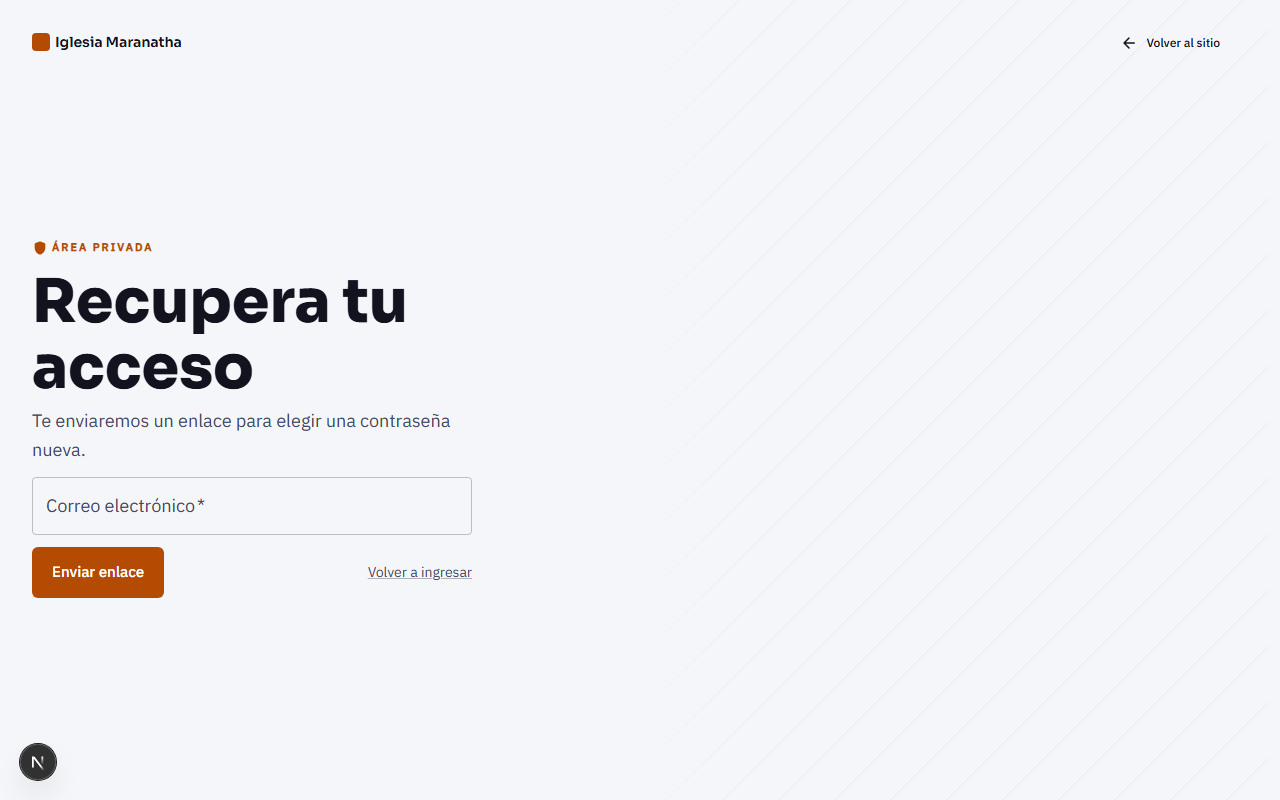 Iglesia Maranatha
Volver al sitio
ÁREA PRIVADA
Recupera tu
acceso
Te enviaremos un enlace para elegir una contraseña
nueva.
Correo electrónico *
Enviar enlace
Volver a ingresar
N